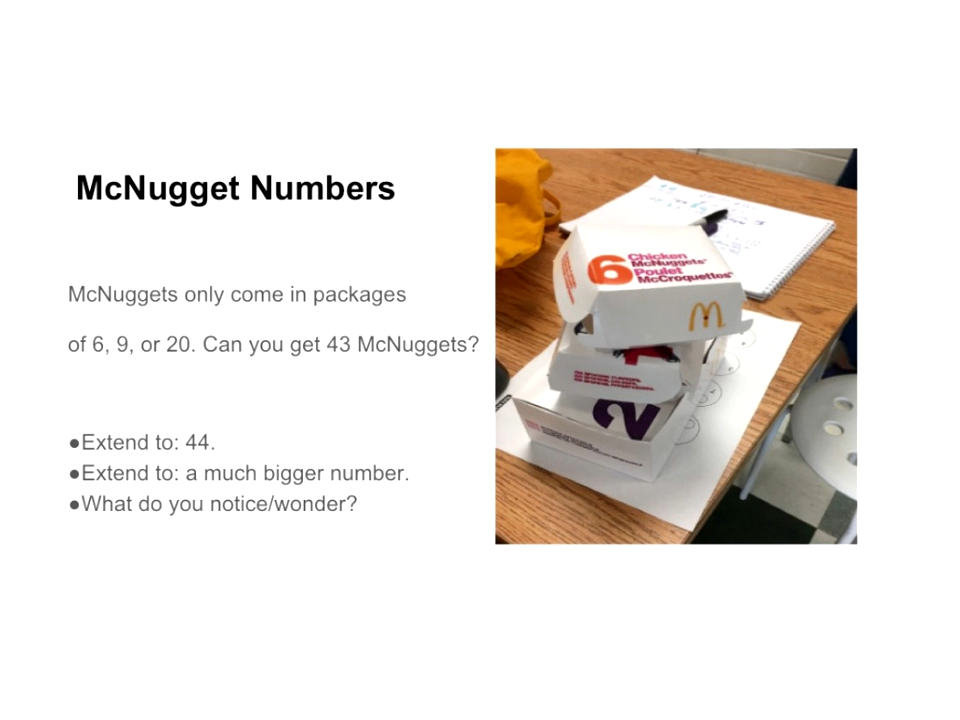 McNugget Numbers
McNuggets only come in packages
of 6, 9, or 20. Can you get 43 McNuggets?
●Extend to: 44.
●Extend to: a much bigger number.
●What do you notice/wonder?
6 Chicken
McNuggets
Poulet
McCroquettes
M
2